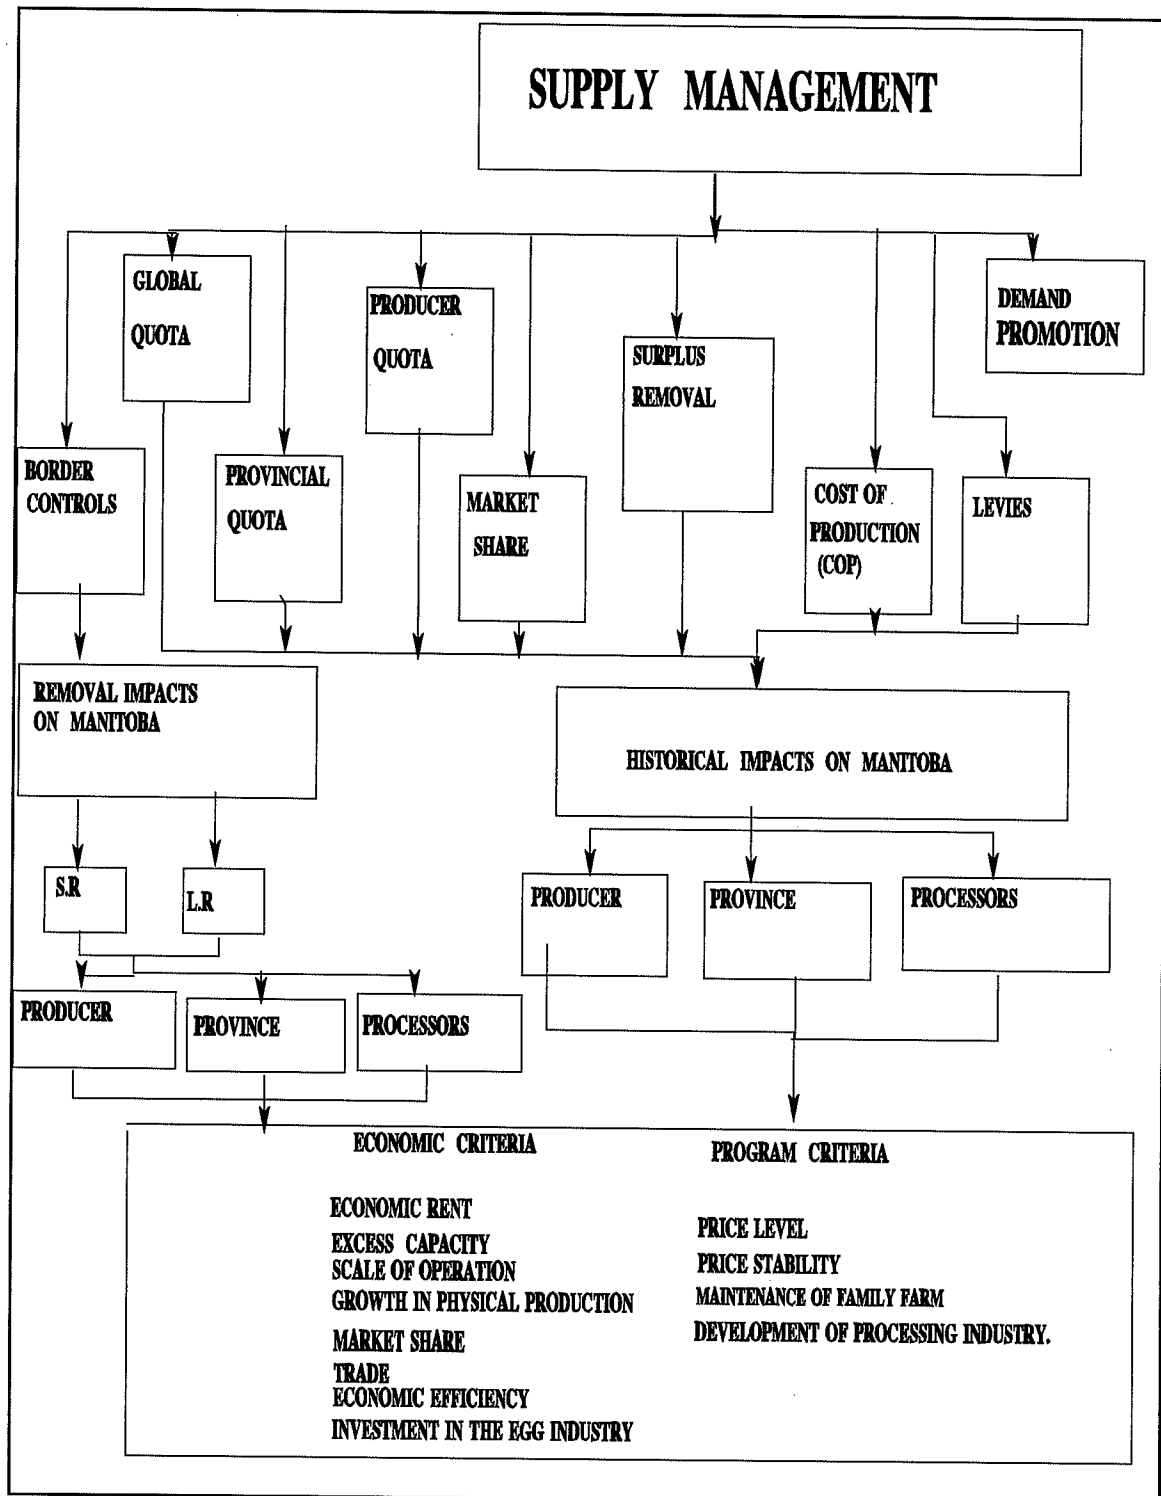 SUPPLY MANAGEMENT
GLOBAL
QUOTA
PRODUCER
QUOTA
DEMAND
PROMOTION
SURPLUS
REMOVAL
BORDER
CONTROLS
PROVINCIAL
QUOTA
MARKET
SHARE
COST OF
PRODUCTION
(COP)
LEVIES
REMOVAL IMPACTS
ON MANITOBA
HISTORICAL IMPACTS ON MANITOBA
S.R
L.R
PRODUCER
PROVINCE
PROCESSORS
PRODUCER
PROVINCE
PROCESSORS
ECONOMIC CRITERIA
ECONOMIC RENT
EXCESS CAPACITY
SCALE OF OPERATION
GROWTH IN PHYSICAL PRODUCTION
MARKET SHARE
TRADE
ECONOMIC EFFICIENCY
INVESTMENT IN THE EGG INDUSTRY
PROGRAM CRITERIA
PRICE LEVEL
PRICE STABILITY
MAINTENANCE OF FAMILY FARM
DEVELOPMENT OF PROCESSING INDUSTRY.